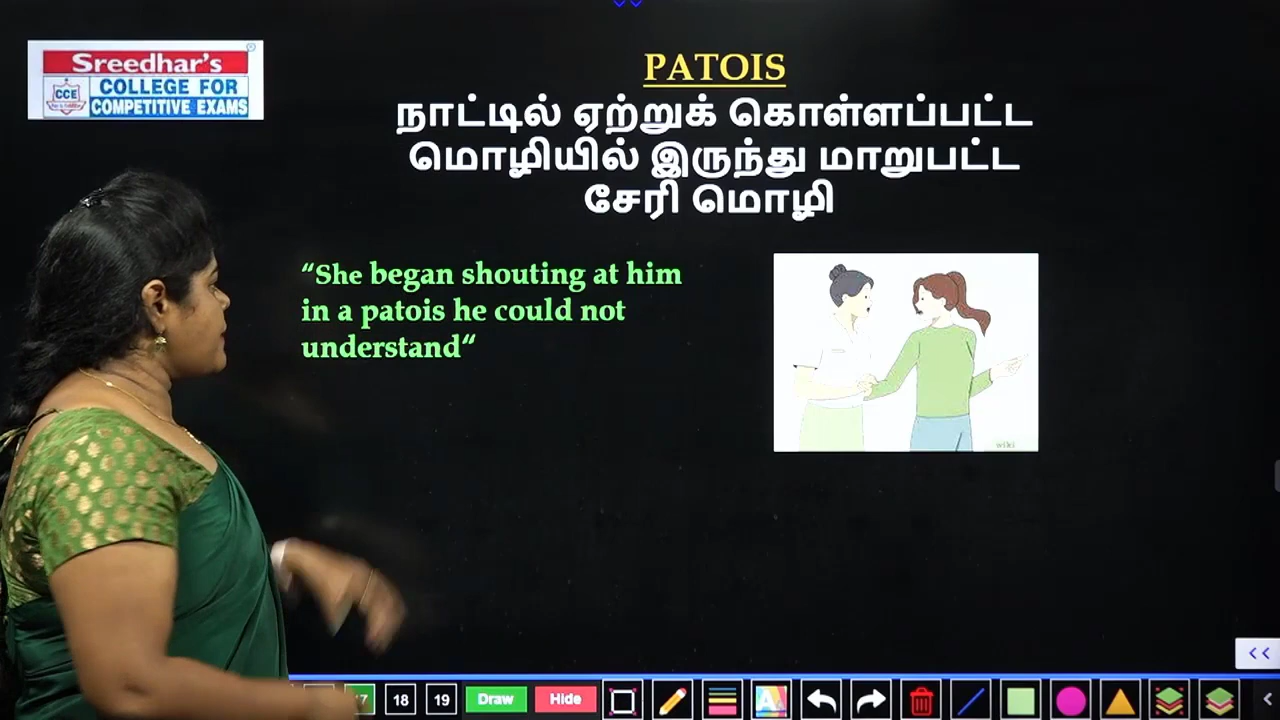 Sreedhar's
CCE
COLLEGE FOR
COMPETITIVE EXAMS
PATOIS
நாட்டில் ஏற்றுக் கொள்ளப்பட்ட
மொழியில் இருந்து மாறுபட்ட
சேரி மொழி
“She began shouting at him
in a patois he could not
understand“
wiki
18 19 Draw Hide